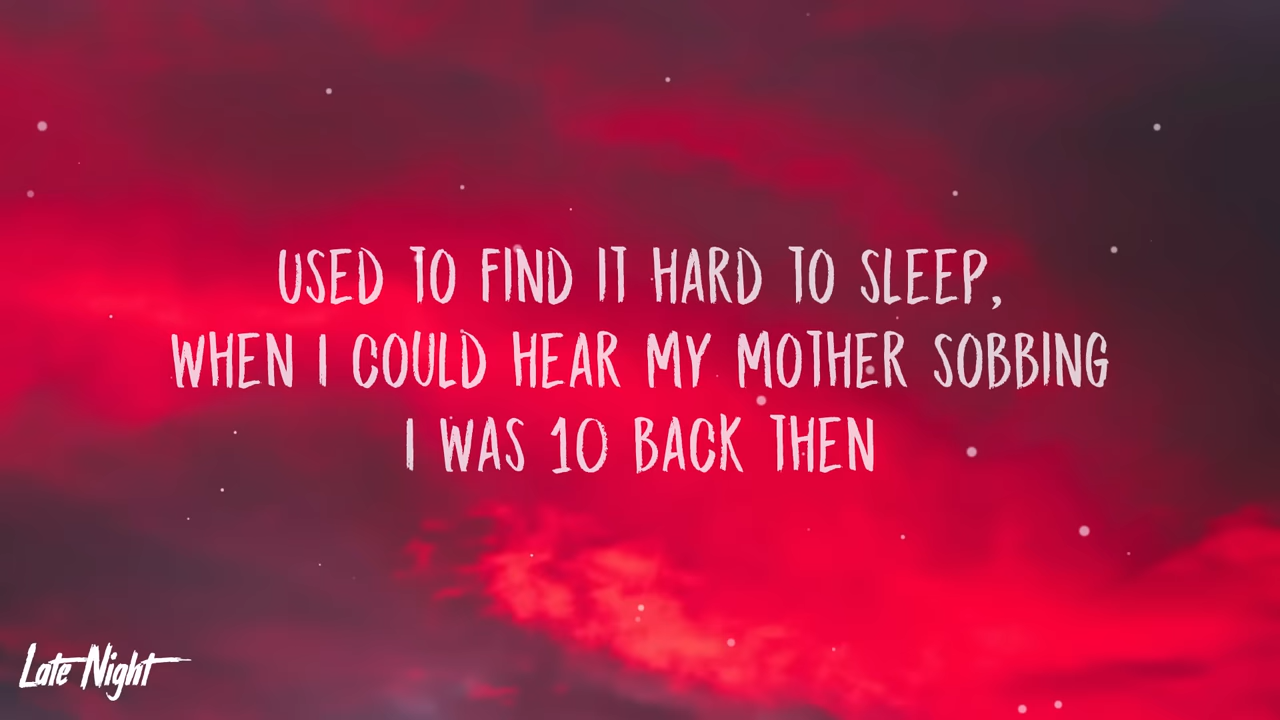 USED TO FIND IT HARD TO SLEEP,
WHEN I COULD HEAR MY MOTHER SOBBING
I WAS 10 BACK THEN
Late Night